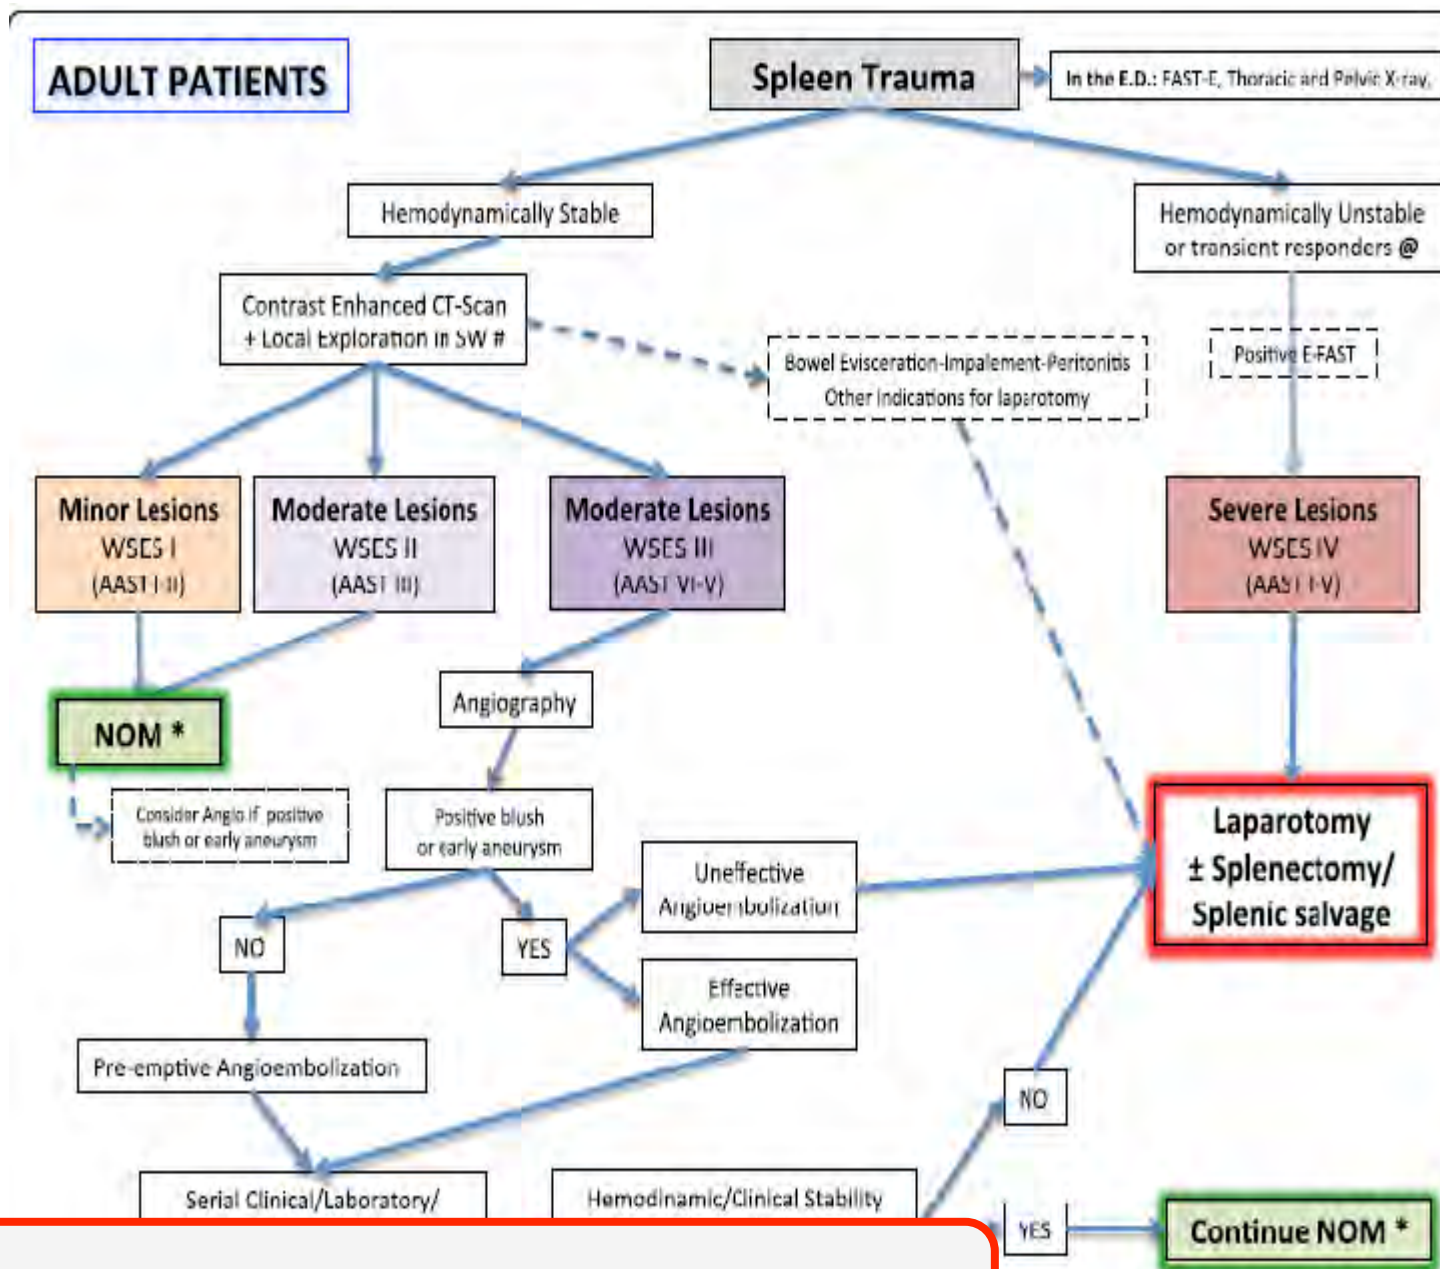 ADULT PATIENTS
Spleen Trauma
In the E.D.: FAST-E, Thoracic and Pelvic X-ray,
Hemodynamically Stable
Hemodynamically Unstable
or transient responders @
Contrast Enhanced CT-Scan
+ Local Exploration in SW #
Bowel Evisceration-Impalement-Peritonitis
Other indications for laparotomy
Positive E-FAST
Minor Lesions
WSES I
(AAST I-II)
Moderate Lesions
WSES II
(AAST III)
Moderate Lesions
WSES III
(AAST VI-V)
Severe Lesions
WSES IV
(AAST I-V)
Angiography
NOM *
Consider Angio if positive
blush or early aneurysm
Positive blush
or early aneurysm
Laparotomy
± Splenectomy/
Splenic salvage
Uneffective
Angioembolization
NO
YES
Effective
Angioembolization
Pre-emptive Angioembolization
NO
Serial Clinical/Laboratory/
Hemodinamic/Clinical Stability
YES
Continue NOM *